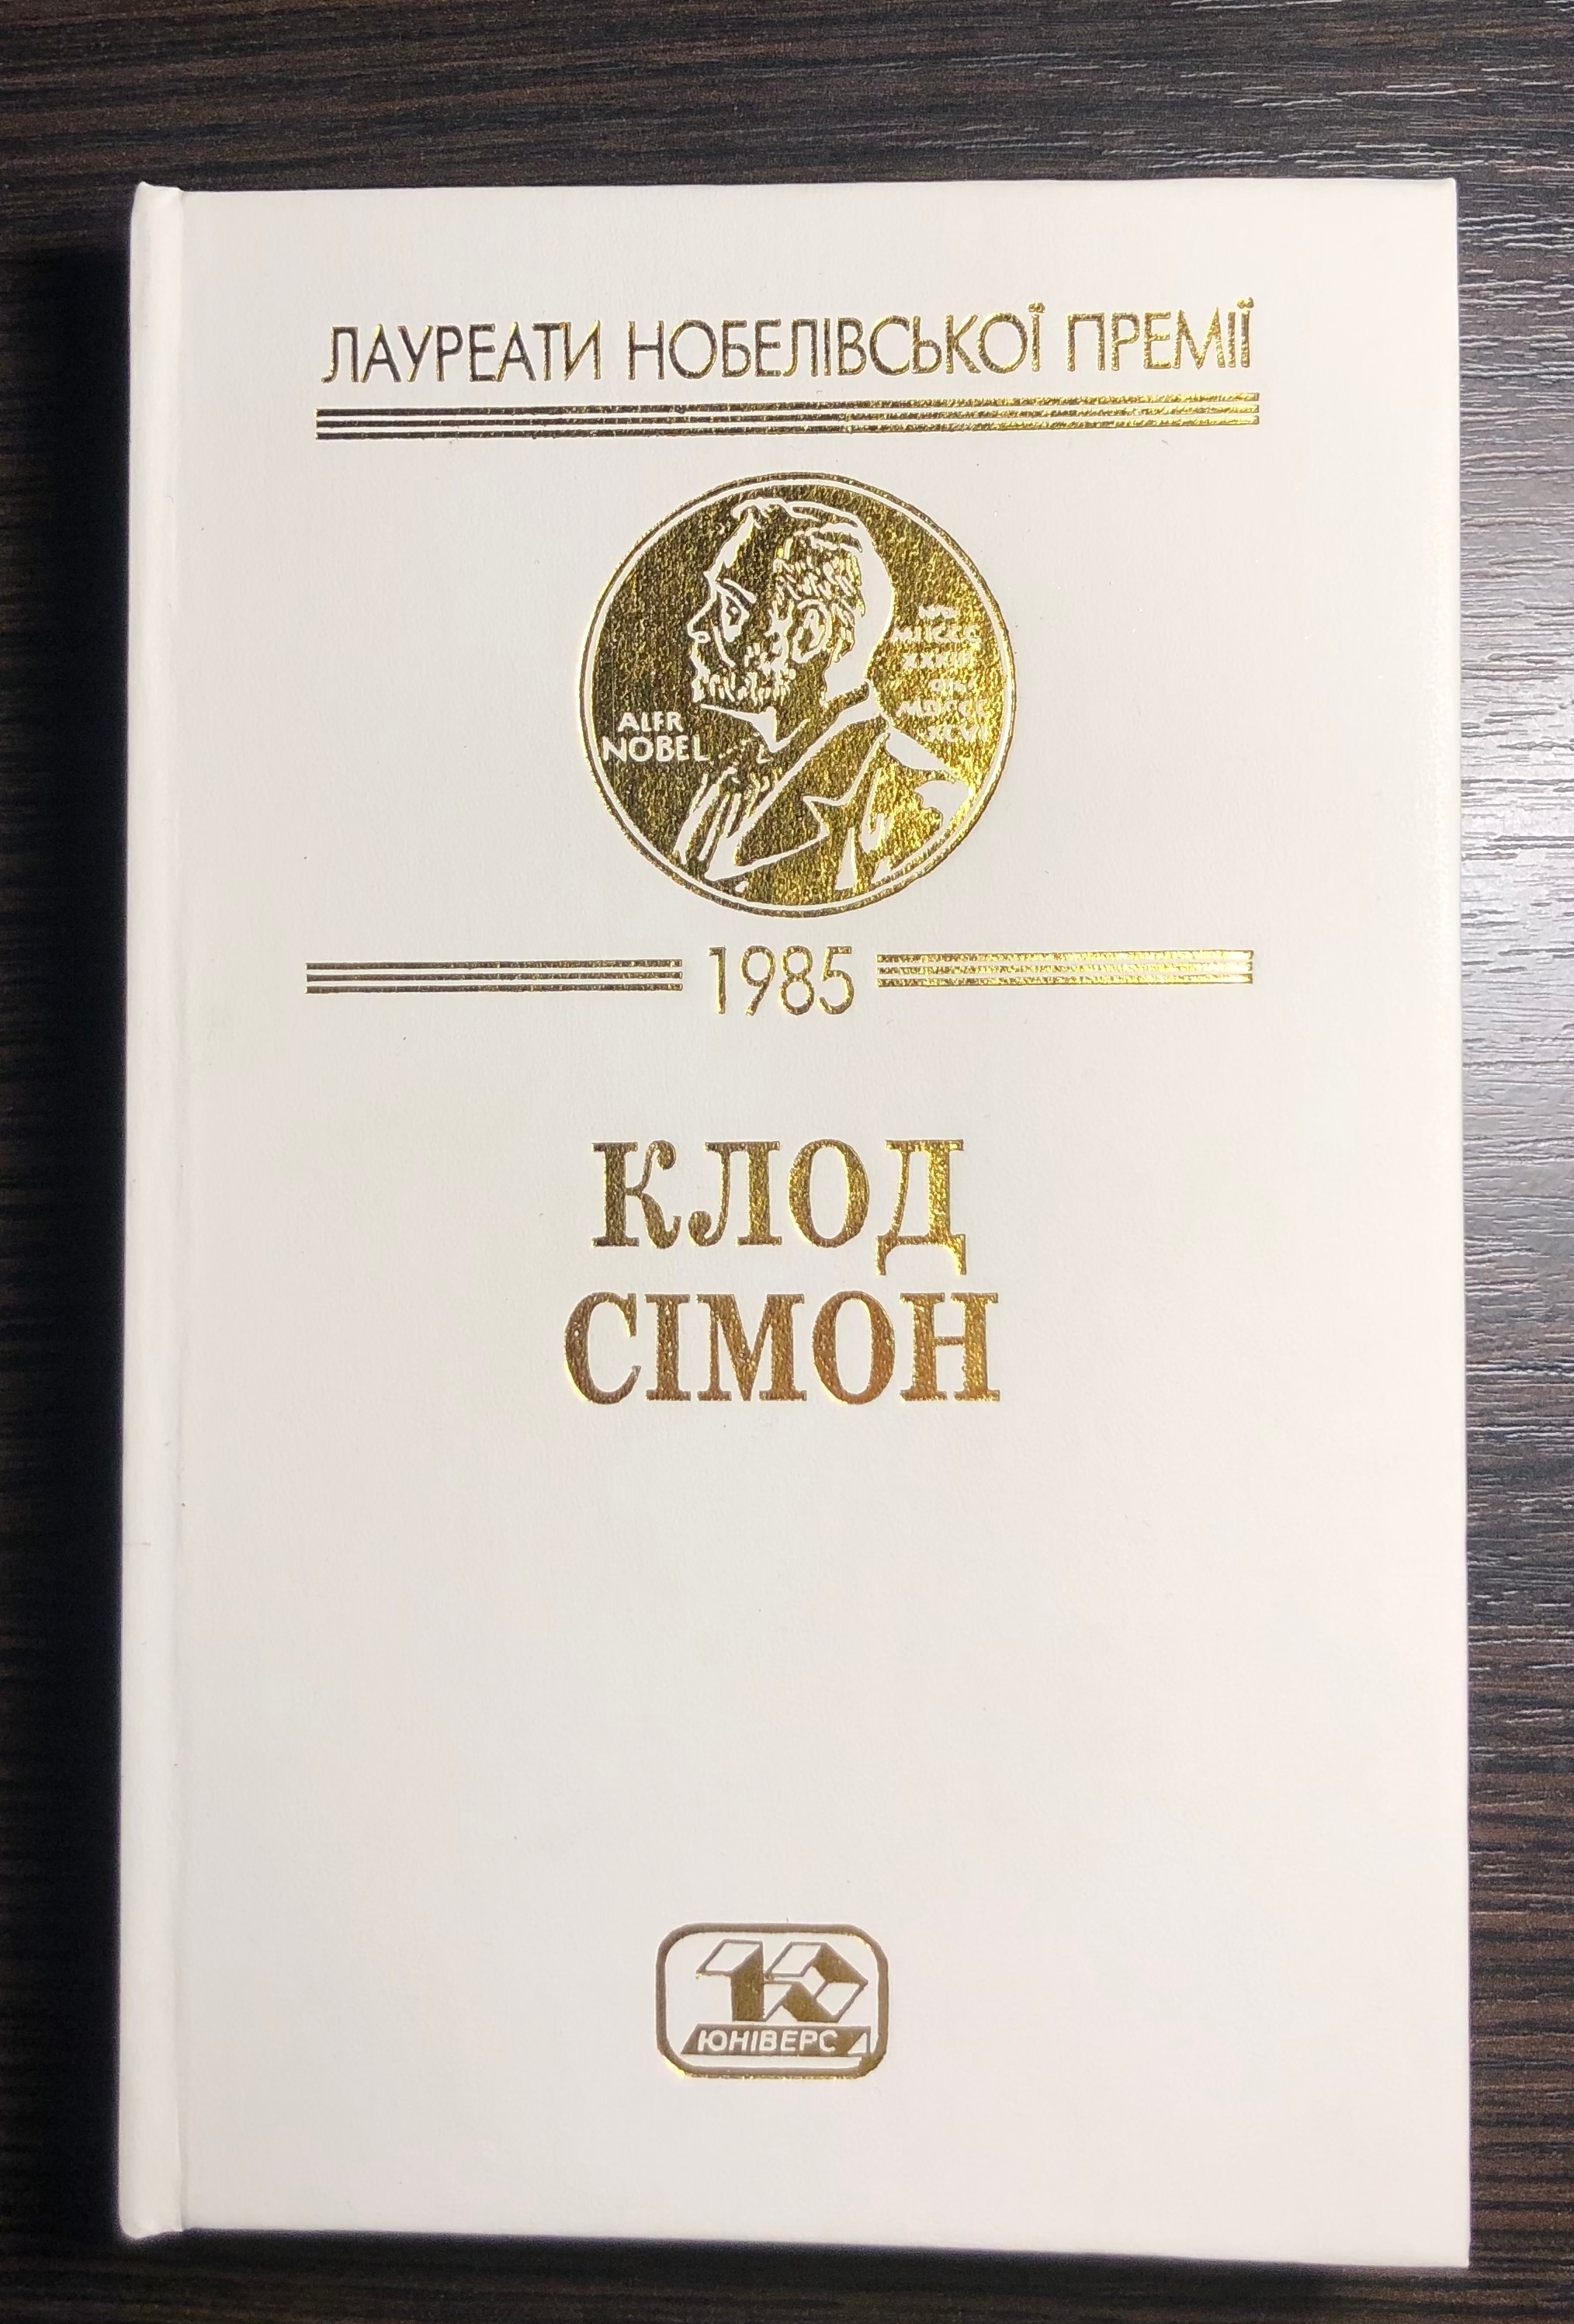 ЛАУРЕАТИ НОБЕЛІВСЬКОЇ ПРЕМІЇ
ALFR
NOBEL
1985
КЛОД
СІМОН
ЮНІВЕРС